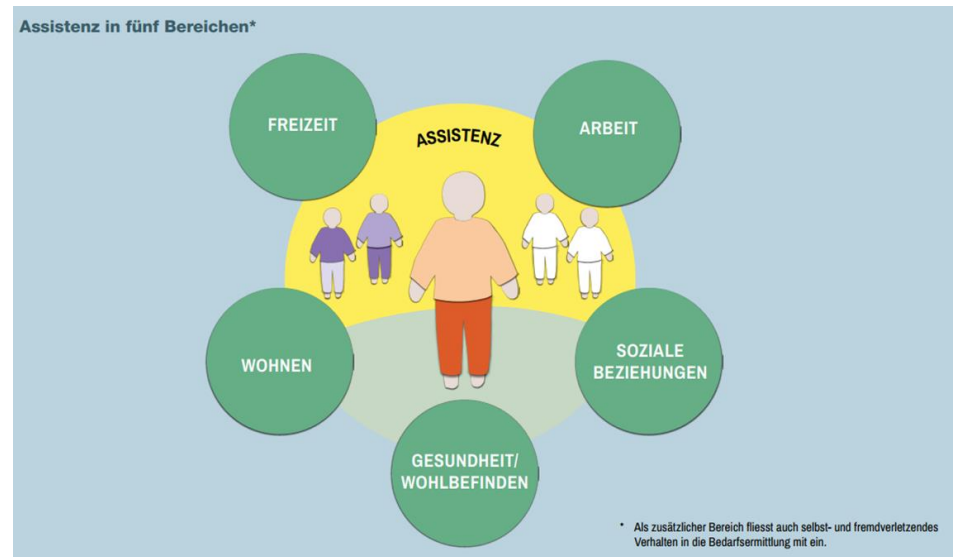 Assistenz in fünf Bereichen*
FREIZEIT
ASSISTENZ
ARBEIT
WOHNEN
SOZIALE
BEZIEHUNGEN
GESUNDHEIT/
WOHLBEFINDEN
* Als zusätzlicher Bereich fliesst auch selbst- und fremdverletzendes
Verhalten in die Bedarfsermittlung mit ein.